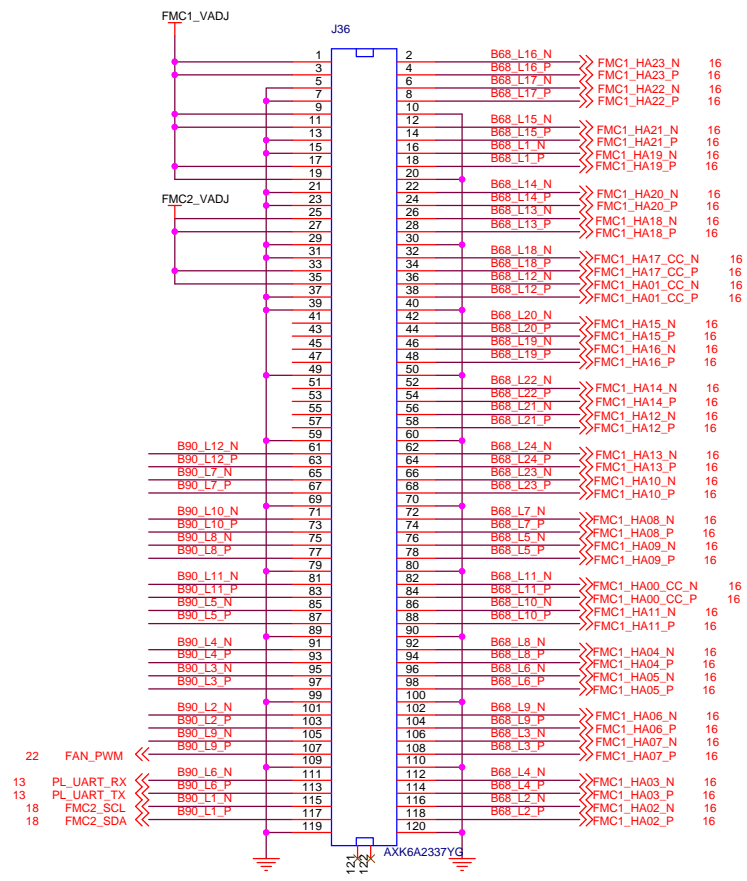 FMC1_VADJ
J36
1 2 B68_L16_N FMC1_HA23_N 16
3 4 B68_L16_P FMC1_HA23_P 16
5 6 B68_L17_N FMC1_HA22_N 16
7 8 B68_L17_P FMC1_HA22_P 16
9 10
11 12 B68_L15_N FMC1_HA21_N 16
13 14 B68_L15_P FMC1_HA21_P 16
15 16 B68_L1_N FMC1_HA19_N 16
17 18 B68_L1_P FMC1_HA19_P 16
19 20
21 22 B68_L14_N FMC1_HA20_N 16
FMC2_VADJ
23 24 B68_L14_P FMC1_HA20_P 16
25 26 B68_L13_N FMC1_HA18_N 16
27 28 B68_L13_P FMC1_HA18_P 16
29 30
31 32 B68_L18_N FMC1_HA17_CC_N 16
33 34 B68_L18_P FMC1_HA17_CC_P 16
35 36 B68_L12_N FMC1_HA01_CC_N 16
37 38 B68_L12_P FMC1_HA01_CC_P 16
39 40
41 42 B68_L20_N FMC1_HA15_N 16
43 44 B68_L20_P FMC1_HA15_P 16
45 46 B68_L19_N FMC1_HA16_N 16
47 48 B68_L19_P FMC1_HA16_P 16
49 50
51 52 B68_L22_N FMC1_HA14_N 16
53 54 B68_L22_P FMC1_HA14_P 16
55 56 B68_L21_N FMC1_HA12_N 16
57 58 B68_L21_P FMC1_HA12_P 16
59 60
B90_L12_N 61 62 B68_L24_N FMC1_HA13_N 16
B90_L12_P 63 64 B68_L24_P FMC1_HA13_P 16
B90_L7_N 65 66 B68_L23_N FMC1_HA10_N 16
B90_L7_P 67 68 B68_L23_P FMC1_HA10_P 16
69 70
B90_L10_N 71 72 B68_L7_N FMC1_HA08_N 16
B90_L10_P 73 74 B68_L7_P FMC1_HA08_P 16
B90_L8_N 75 76 B68_L5_N FMC1_HA09_N 16
B90_L8_P 77 78 B68_L5_P FMC1_HA09_P 16
79 80
B90_L11_N 81 82 B68_L11_N FMC1_HA00_CC_N 16
B90_L11_P 83 84 B68_L11_P FMC1_HA00_CC_P 16
B90_L5_N 85 86 B68_L10_N FMC1_HA11_N 16
B90_L5_P 87 88 B68_L10_P FMC1_HA11_P 16
89 90
B90_L4_N 91 92 B68_L8_N FMC1_HA04_N 16
B90_L4_P 93 94 B68_L8_P FMC1_HA04_P 16
B90_L3_N 95 96 B68_L6_N FMC1_HA05_N 16
B90_L3_P 97 98 B68_L6_P FMC1_HA05_P 16
99 100
B90_L2_N 101 102 B68_L9_N FMC1_HA06_N 16
B90_L2_P 103 104 B68_L9_P FMC1_HA06_P 16
B90_L9_N 105 106 B68_L3_N FMC1_HA07_N 16
22 FAN_PWM B90_L9_P 107 108 B68_L3_P FMC1_HA07_P 16
109 110
13 PL_UART_RX B90_L6_N 111 112 B68_L4_N FMC1_HA03_N 16
13 PL_UART_TX B90_L6_P 113 114 B68_L4_P FMC1_HA03_P 16
18 FMC2_SCL B90_L1_N 115 116 B68_L2_N FMC1_HA02_N 16
18 FMC2_SDA B90_L1_P 117 118 B68_L2_P FMC1_HA02_P 16
119 120
121 122 AXK6A2337YG